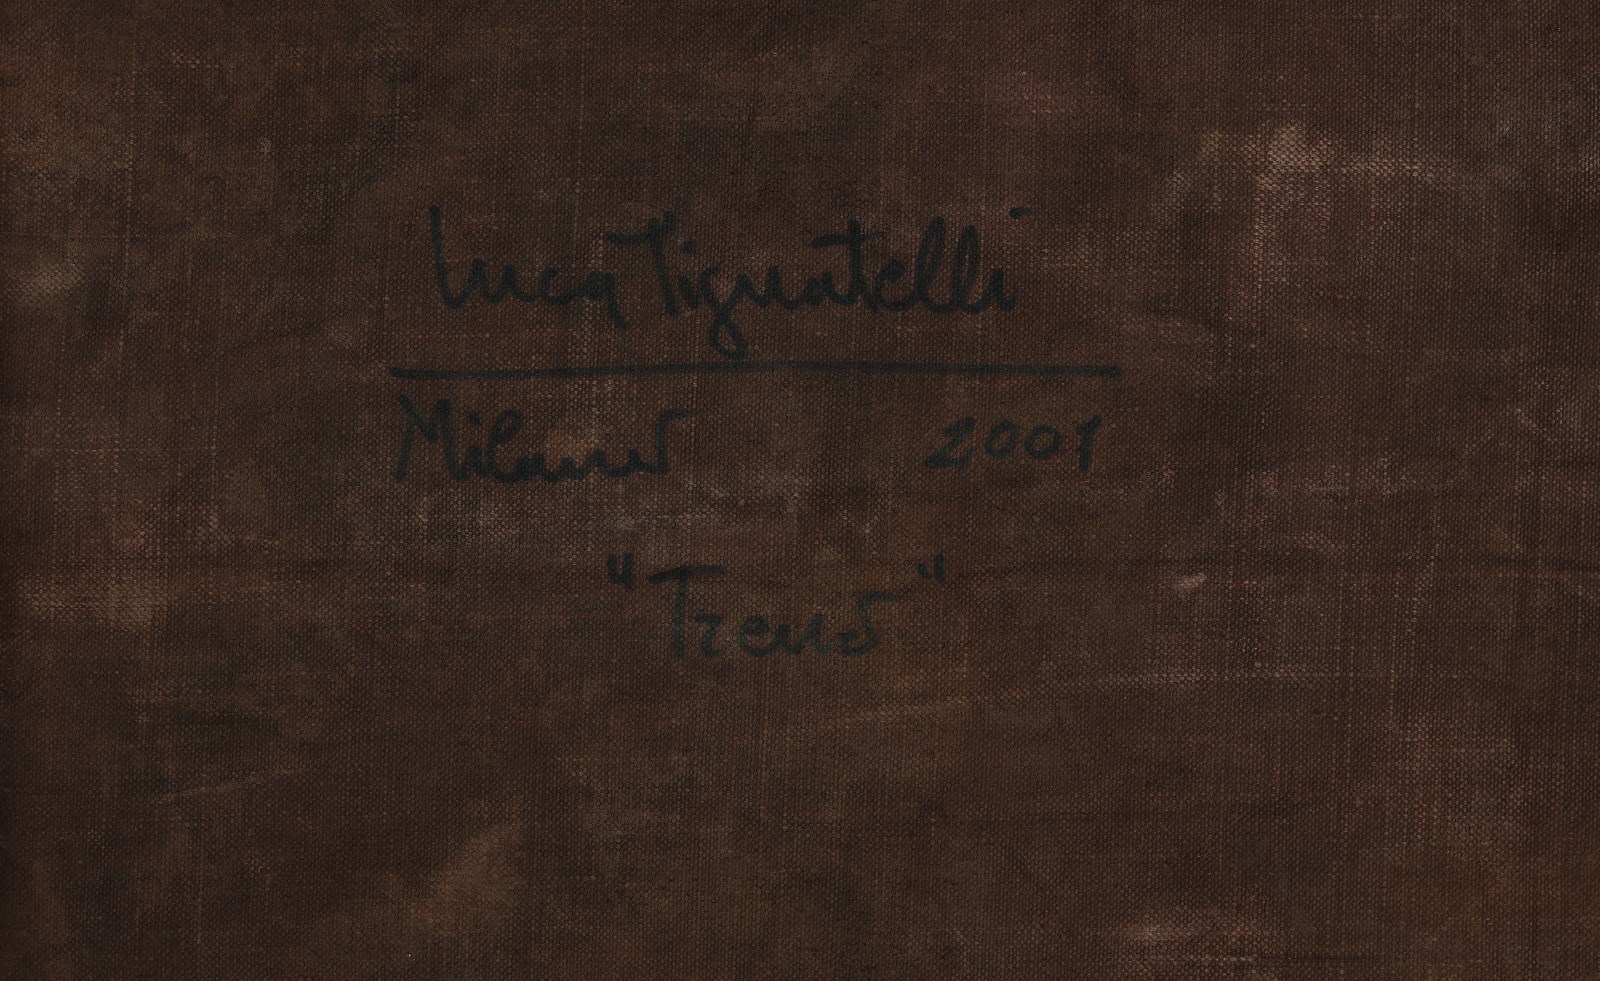 Luca Pignatelli
Milano 2001
"Treno"